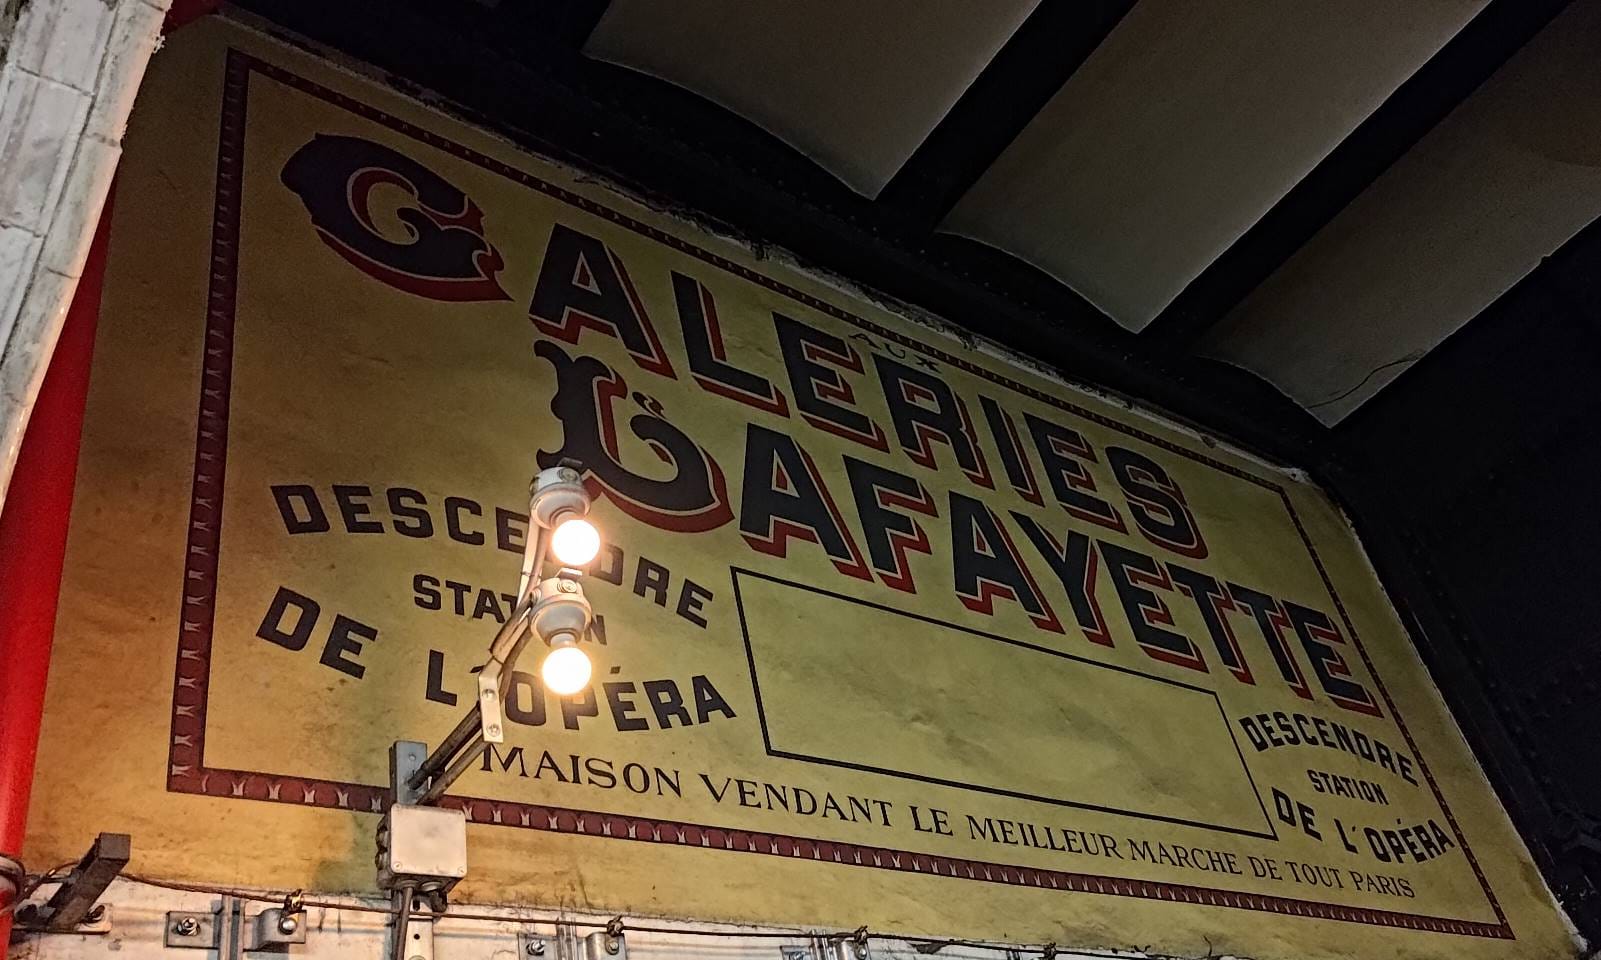 AUX
GALERIES
LAFAYETTE
DESCENDRE
STATION
DE L'OPÉRA
DESCENDRE
STATION
DE L'OPÉRA
MAISON VENDANT LE MEILLEUR MARCHE DE TOUT PARIS